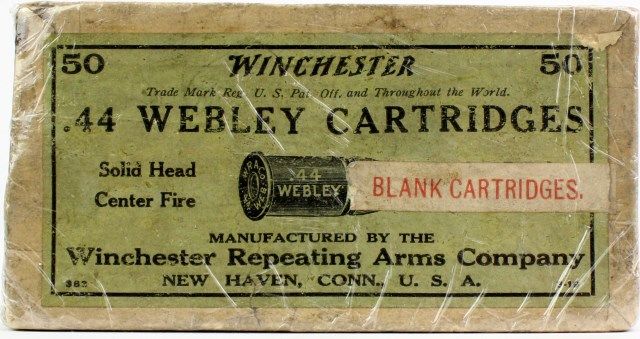 50 WINCHESTER 50
Trade Mark Reg. U. S. Pat. Off. and Throughout the World.
.44 WEBLEY CARTRIDGES
Solid Head
Center Fire
.44
WEBLEY
BLANK CARTRIDGES.
MANUFACTURED BY THE
Winchester Repeating Arms Company
NEW HAVEN, CONN., U. S. A.
382